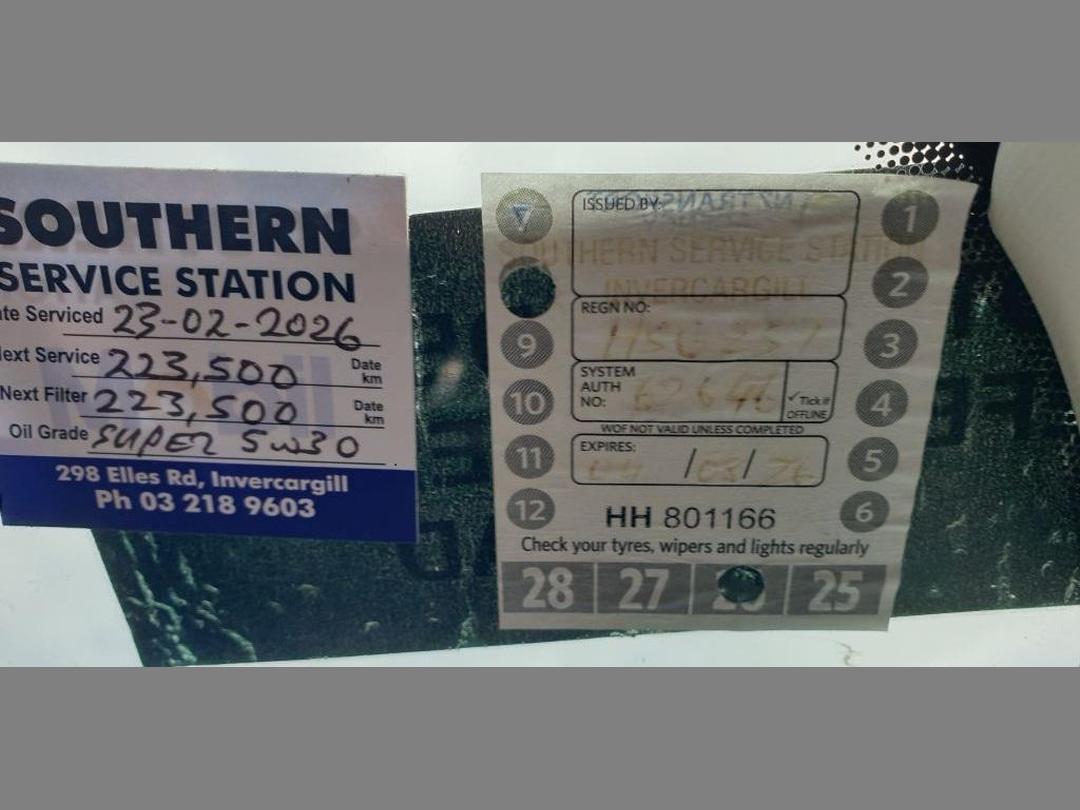 SOUTHERN
SERVICE STATION
te Serviced 23-02-2026
ext Service 223,500 Date km
Next Filter 223,500 Date km
Oil Grade SUPER 5W30
298 Elles Rd, Invercargill
Ph 03 218 9603
ISSUED BY:
SOUTHERN SERVICE STATI
INVERCARGILL
REGN NO:
SYSTEM AUTH NO:
✓ Tick if OFFLINE
WOF NOT VALID UNLESS COMPLETED
EXPIRES: / /
9
10
11
12
1
2
3
4
5
6
HH 801166
Check your tyres, wipers and lights regularly
28 27 25